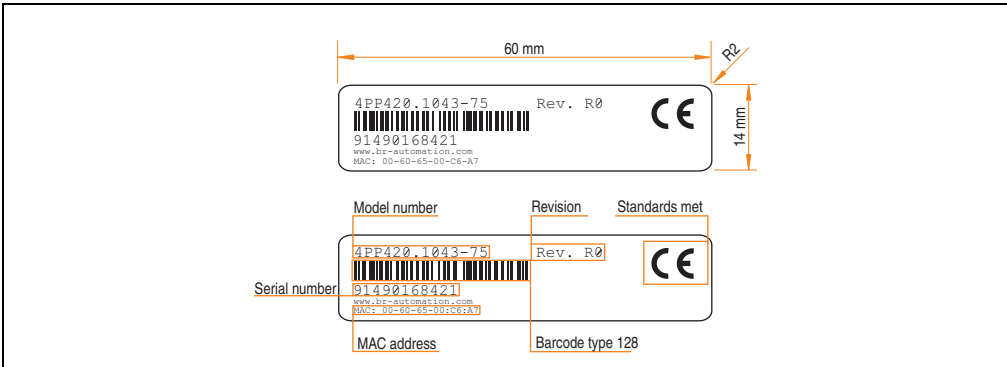 60 mm
R2
4PP420.1043-75 Rev. R0
CE
14 mm
91490168421
www.br-automation.com
MAC: 00-60-65-00-C6-A7
Model number Revision Standards met
4PP420.1043-75 Rev. R0
CE
Serial number 91490168421
www.br-automation.com
MAC: 00-60-65-00:C6:A7
MAC address Barcode type 128